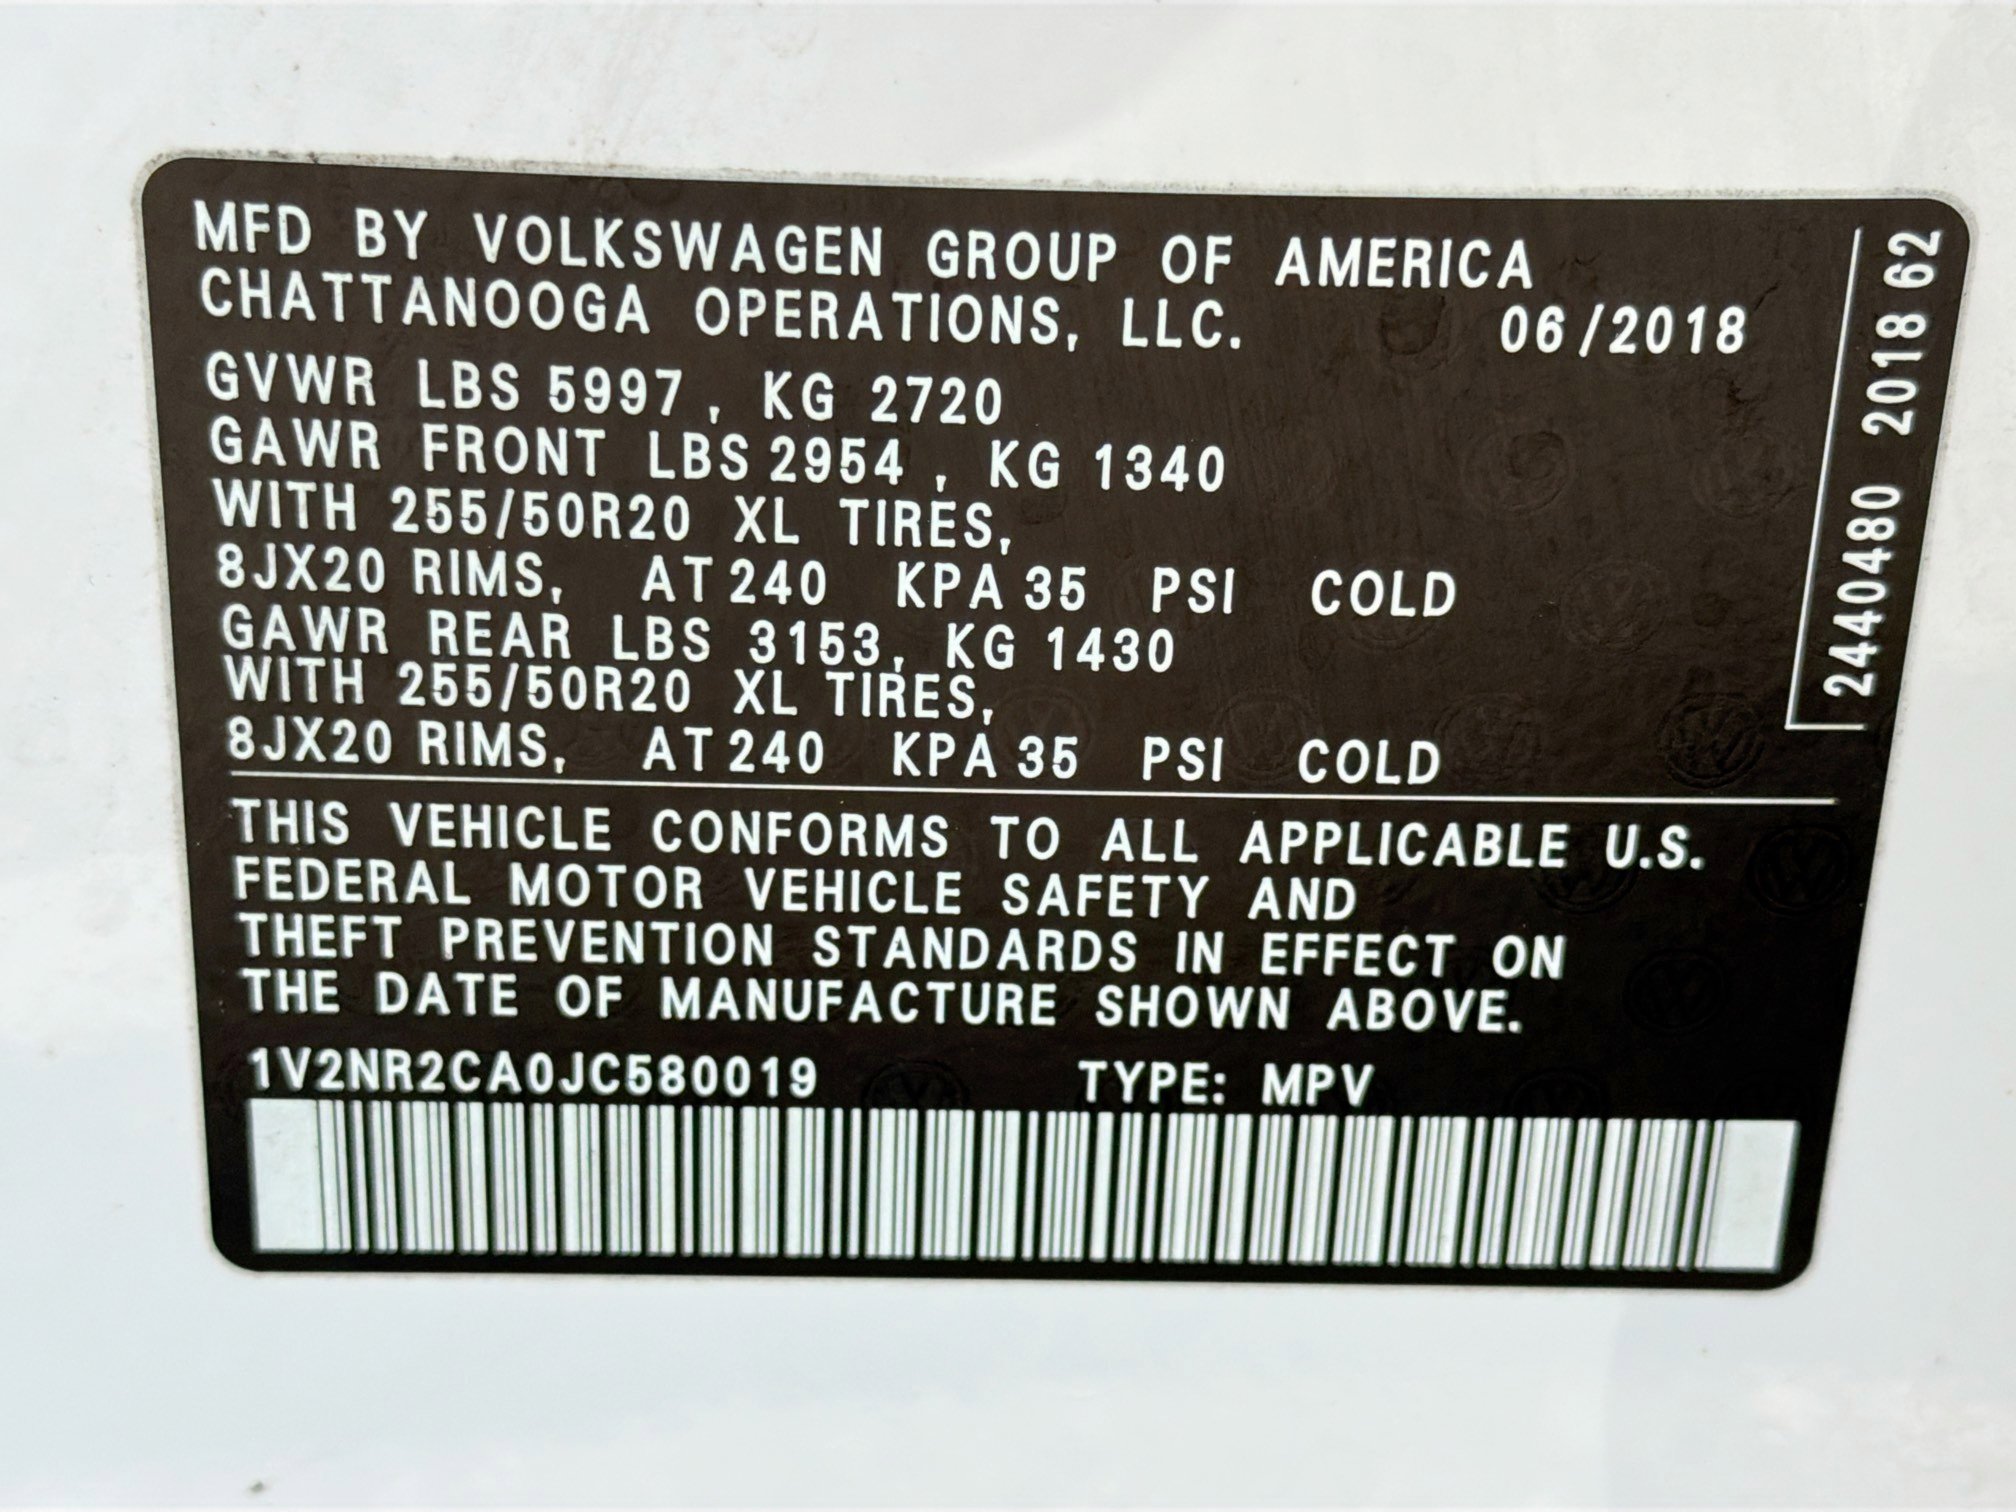 MFD BY VOLKSWAGEN GROUP OF AMERICA
CHATTANOOGA OPERATIONS, LLC. 06/2018
GVWR LBS 5997, KG 2720
GAWR FRONT LBS 2954, KG 1340
WITH 255/50R20 XL TIRES,
8JX20 RIMS, AT 240 KPA 35 PSI COLD
GAWR REAR LBS 3153, KG 1430
WITH 255/50R20 XL TIRES,
8JX20 RIMS, AT 240 KPA 35 PSI COLD
THIS VEHICLE CONFORMS TO ALL APPLICABLE U.S.
FEDERAL MOTOR VEHICLE SAFETY AND
THEFT PREVENTION STANDARDS IN EFFECT ON
THE DATE OF MANUFACTURE SHOWN ABOVE.
1V2NR2CA0JC580019 TYPE: MPV
2440480 2018 62